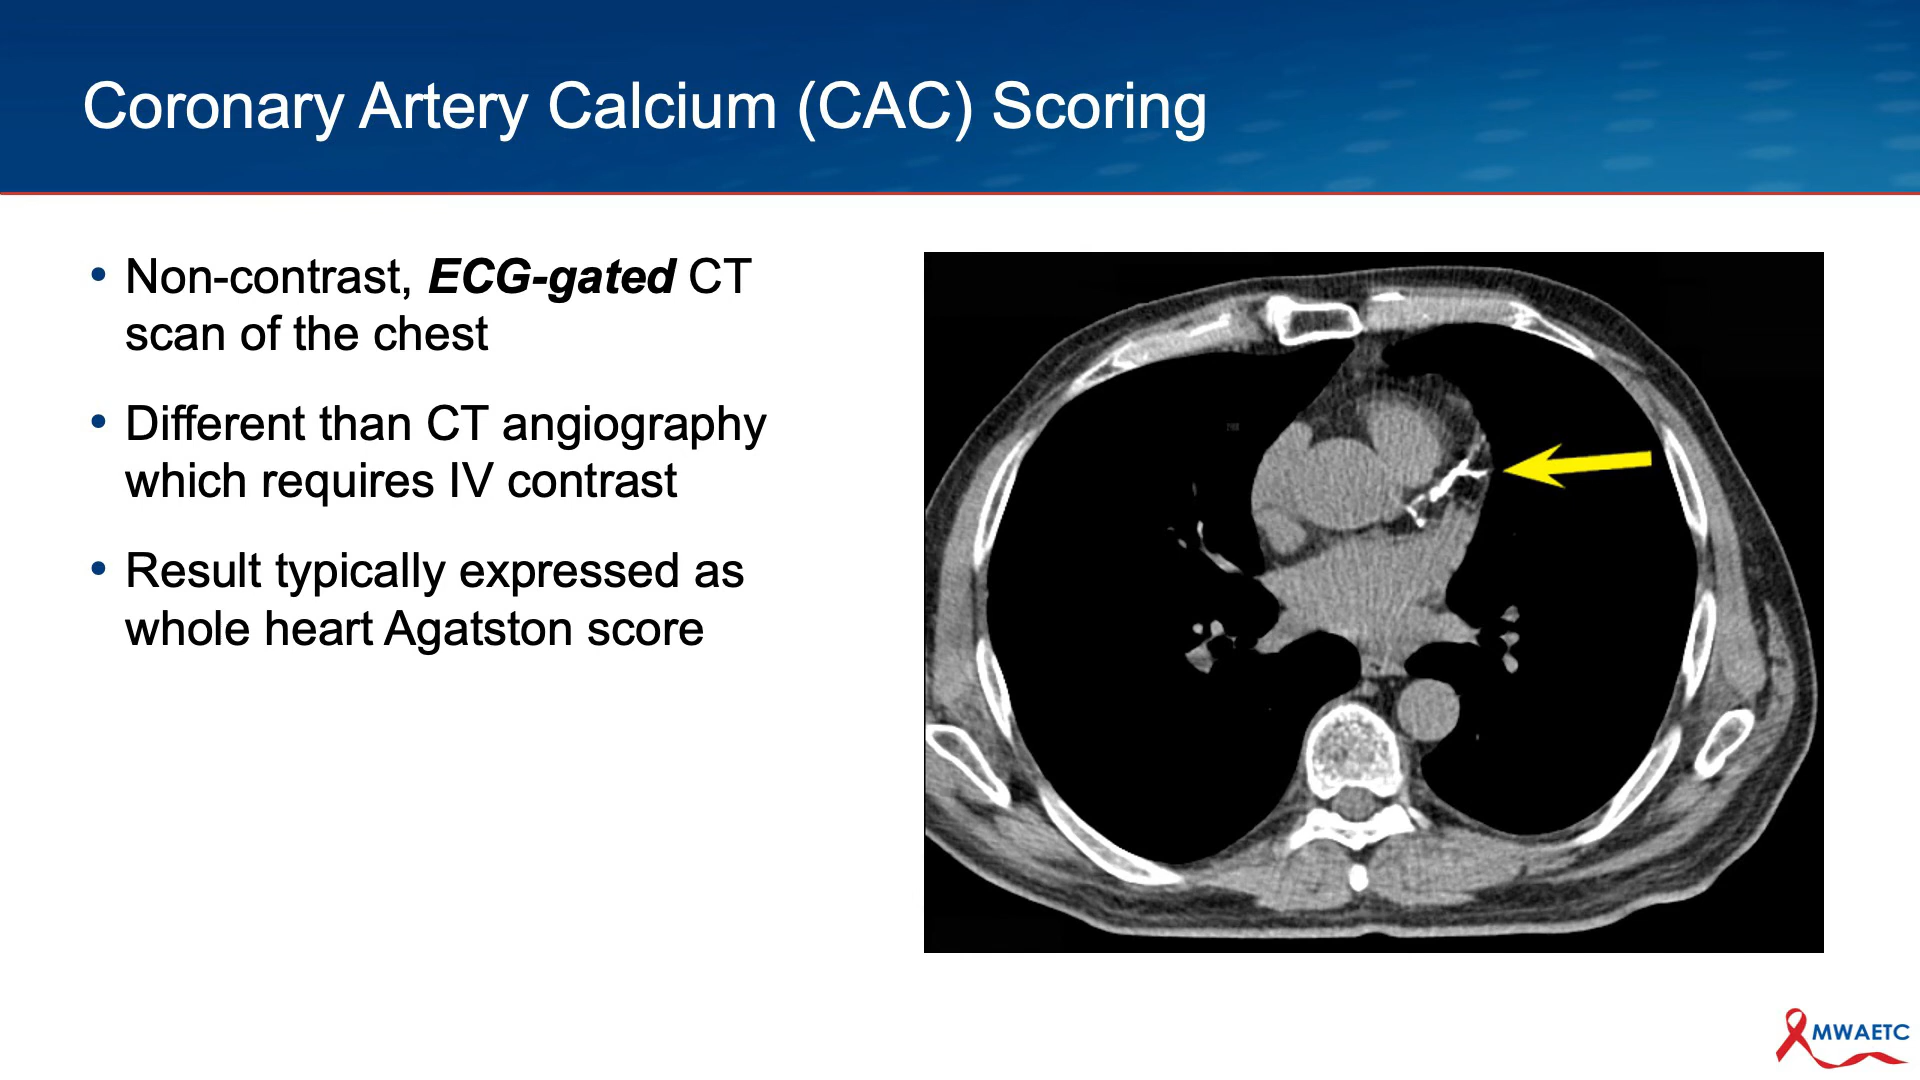 Coronary Artery Calcium (CAC) Scoring
• Non-contrast, ECG-gated CT
scan of the chest
• Different than CT angiography
which requires IV contrast
• Result typically expressed as
whole heart Agatston score
MWAETC